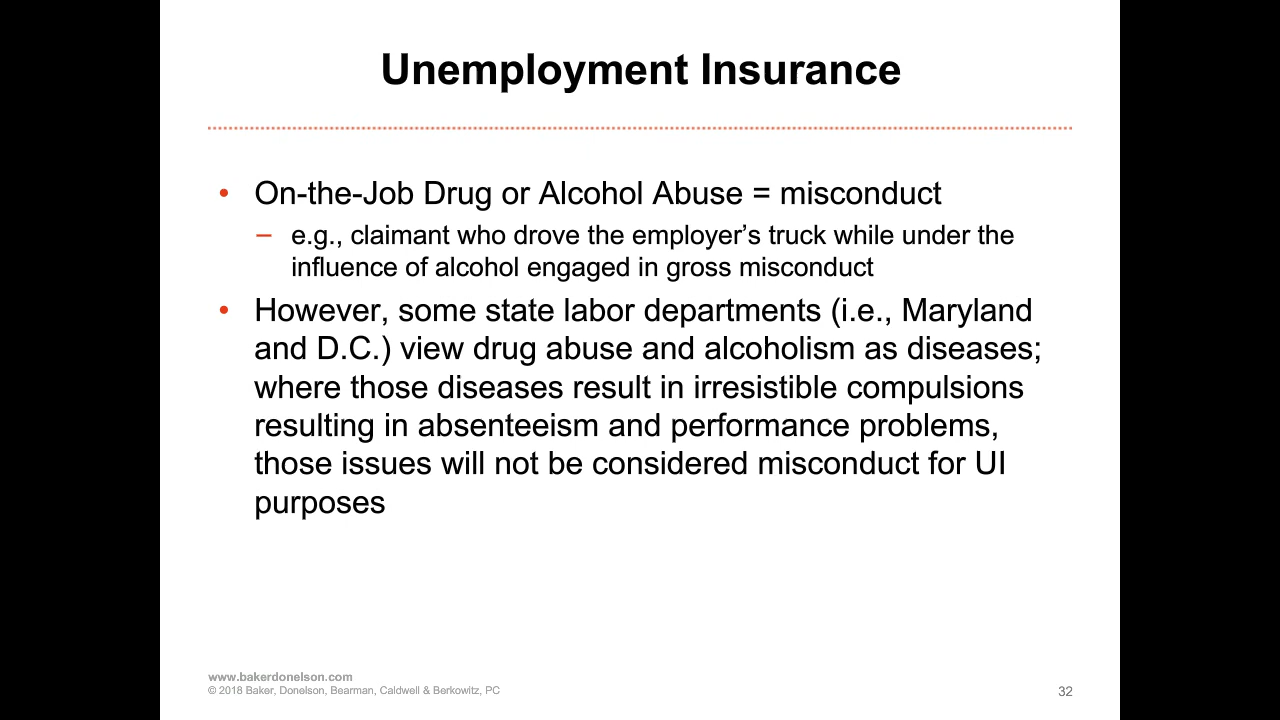 Unemployment Insurance
• On-the-Job Drug or Alcohol Abuse = misconduct
– e.g., claimant who drove the employer’s truck while under the
influence of alcohol engaged in gross misconduct
• However, some state labor departments (i.e., Maryland
and D.C.) view drug abuse and alcoholism as diseases;
where those diseases result in irresistible compulsions
resulting in absenteeism and performance problems,
those issues will not be considered misconduct for UI
purposes
www.bakerdonelson.com
© 2018 Baker, Donelson, Bearman, Caldwell & Berkowitz, PC
32